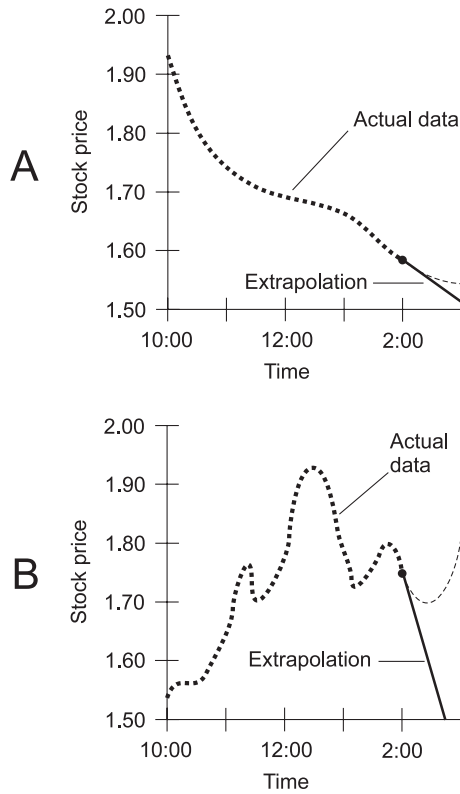 A
Stock price
2.00
1.90
1.80
1.70
1.60
1.50
Actual data
Extrapolation
10:00
12:00
2:00
Time
B
Stock price
2.00
1.90
1.80
1.70
1.60
1.50
Actual
data
Extrapolation
10:00
12:00
2:00
Time